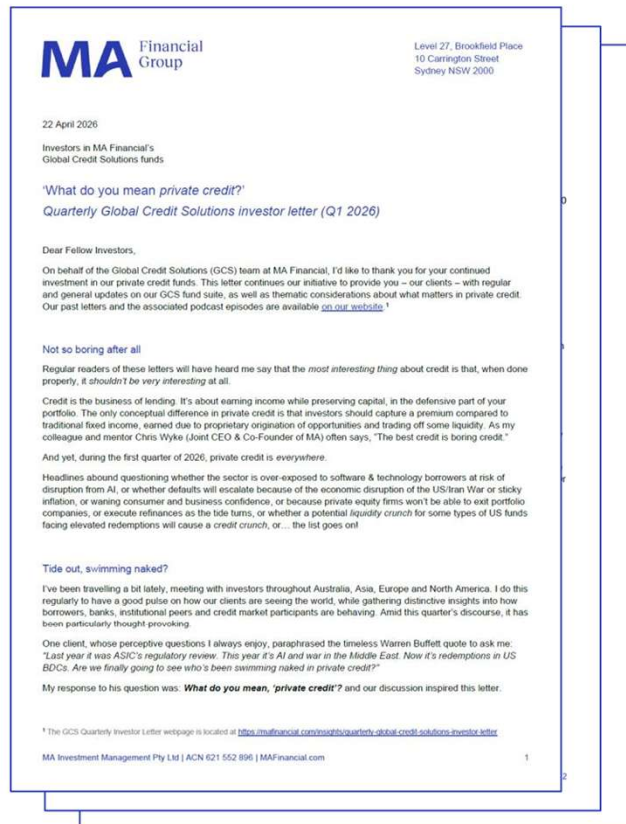 MA Financial
Group
Level 27, Brookfield Place
10 Carrington Street
Sydney NSW 2000
22 April 2026
Investors in MA Financial's
Global Credit Solutions funds
'What do you mean private credit?'
Quarterly Global Credit Solutions investor letter (Q1 2026)
Dear Fellow Investors,
On behalf of the Global Credit Solutions (GCS) team at MA Financial, I'd like to thank you for your continued
investment in our private credit funds. This letter continues our initiative to provide you – our clients – with regular
and general updates on our GCS fund suite, as well as thematic considerations about what matters in private credit.
Our past letters and the associated podcast episodes are available on our website.¹
Not so boring after all
Regular readers of these letters will have heard me say that the most interesting thing about credit is that, when done
properly, it shouldn't be very interesting at all.
Credit is the business of lending. It's about earning income while preserving capital, in the defensive part of your
portfolio. The only conceptual difference in private credit is that investors should capture a premium compared to
traditional fixed income, earned due to proprietary origination of opportunities and trading off some liquidity. As my
colleague and mentor Chris Wyke (Joint CEO & Co-Founder of MA) often says, "The best credit is boring credit."
And yet, during the first quarter of 2026, private credit is everywhere.
Headlines abound questioning whether the sector is over-exposed to software & technology borrowers at risk of
disruption from AI, or whether defaults will escalate because of the economic disruption of the US/Iran War or sticky
inflation, or waning consumer and business confidence, or because private equity firms won't be able to exit portfolio
companies, or execute refinances as the tide turns, or whether a potential liquidity crunch for some types of US funds
facing elevated redemptions will cause a credit crunch, or… the list goes on!
Tide out, swimming naked?
I've been travelling a bit lately, meeting with investors throughout Australia, Asia, Europe and North America. I do this
regularly to have a good pulse on how our clients are seeing the world, while gathering distinctive insights into how
borrowers, banks, institutional peers and credit market participants are behaving. Amid this quarter's discourse, it has
been particularly thought-provoking.
One client, whose perceptive questions I always enjoy, paraphrased the timeless Warren Buffett quote to ask me:
"Last year it was ASIC's regulatory review. This year it's AI and war in the Middle East. Now it's redemptions in US
BDCs. Are we finally going to see who's been swimming naked in private credit?"
My response to his question was: What do you mean, 'private credit'? and our discussion inspired this letter.
¹ The GCS Quarterly Investor Letter webpage is located at https://mafinancial.com/insights/quarterly-global-credit-solutions-investor-letter
MA Investment Management Pty Ltd | ACN 621 552 896 | MAFinancial.com 1
2